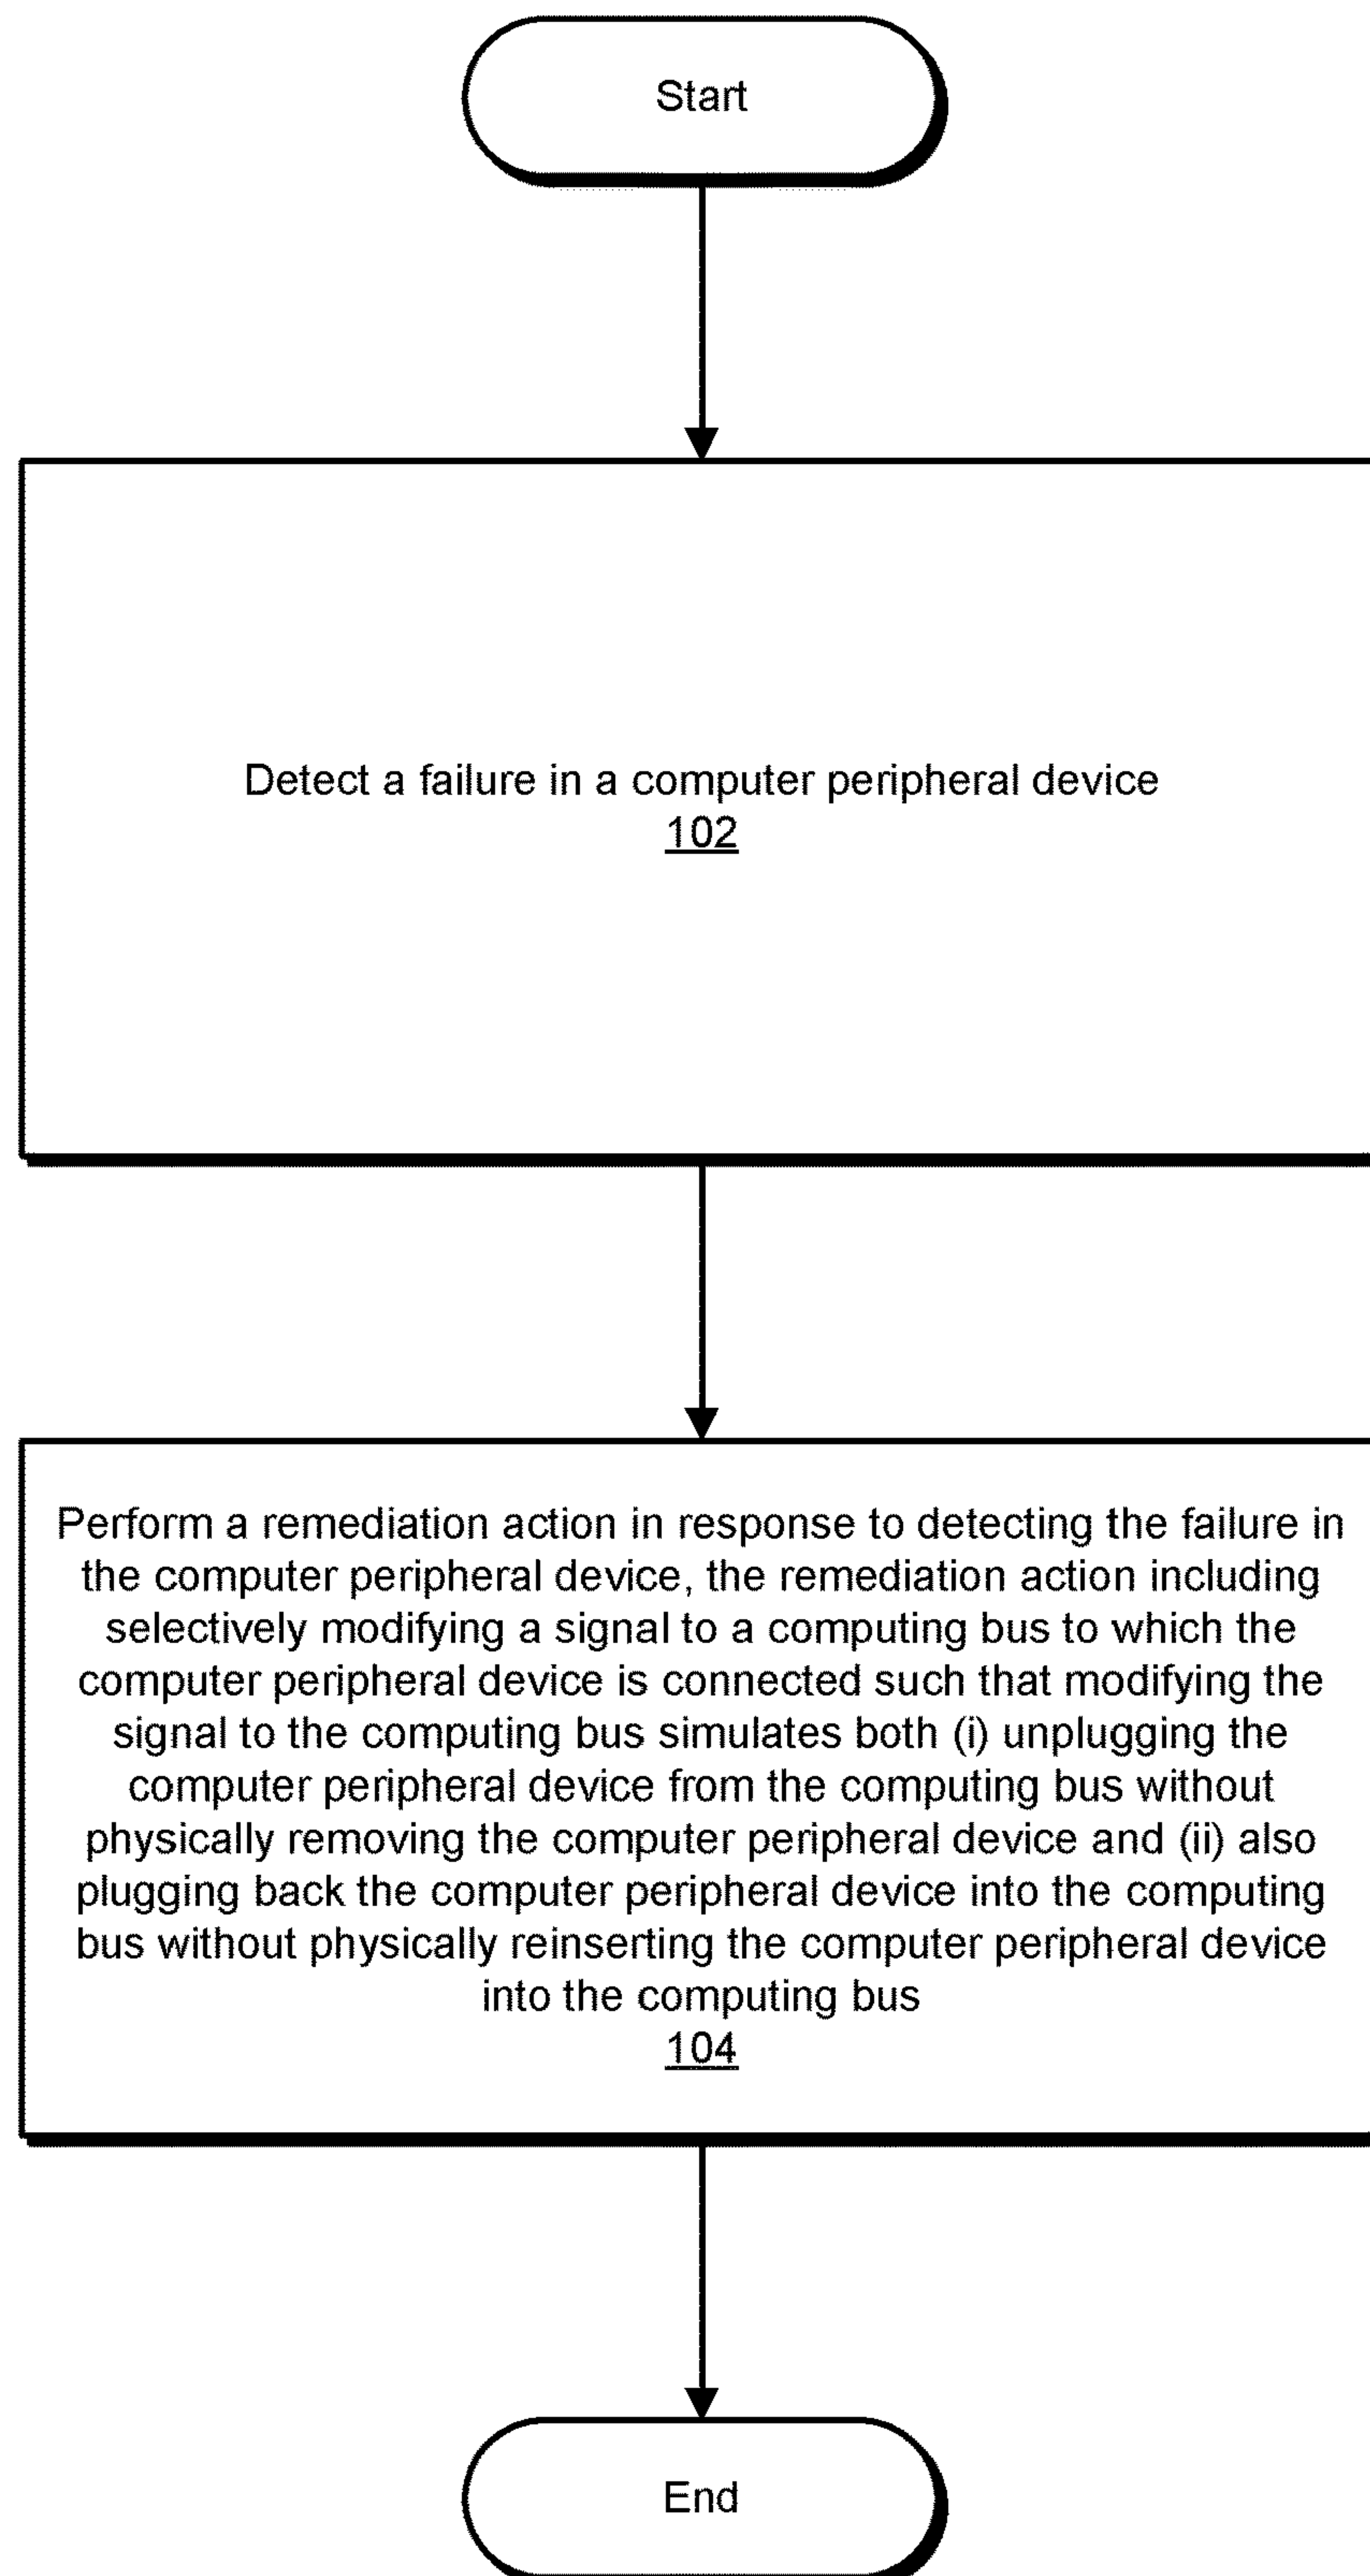 Start
Detect a failure in a computer peripheral device
102
Perform a remediation action in response to detecting the failure in
the computer peripheral device, the remediation action including
selectively modifying a signal to a computing bus to which the
computer peripheral device is connected such that modifying the
signal to the computing bus simulates both (i) unplugging the
computer peripheral device from the computing bus without
physically removing the computer peripheral device and (ii) also
plugging back the computer peripheral device into the computing
bus without physically reinserting the computer peripheral device
into the computing bus
104
End